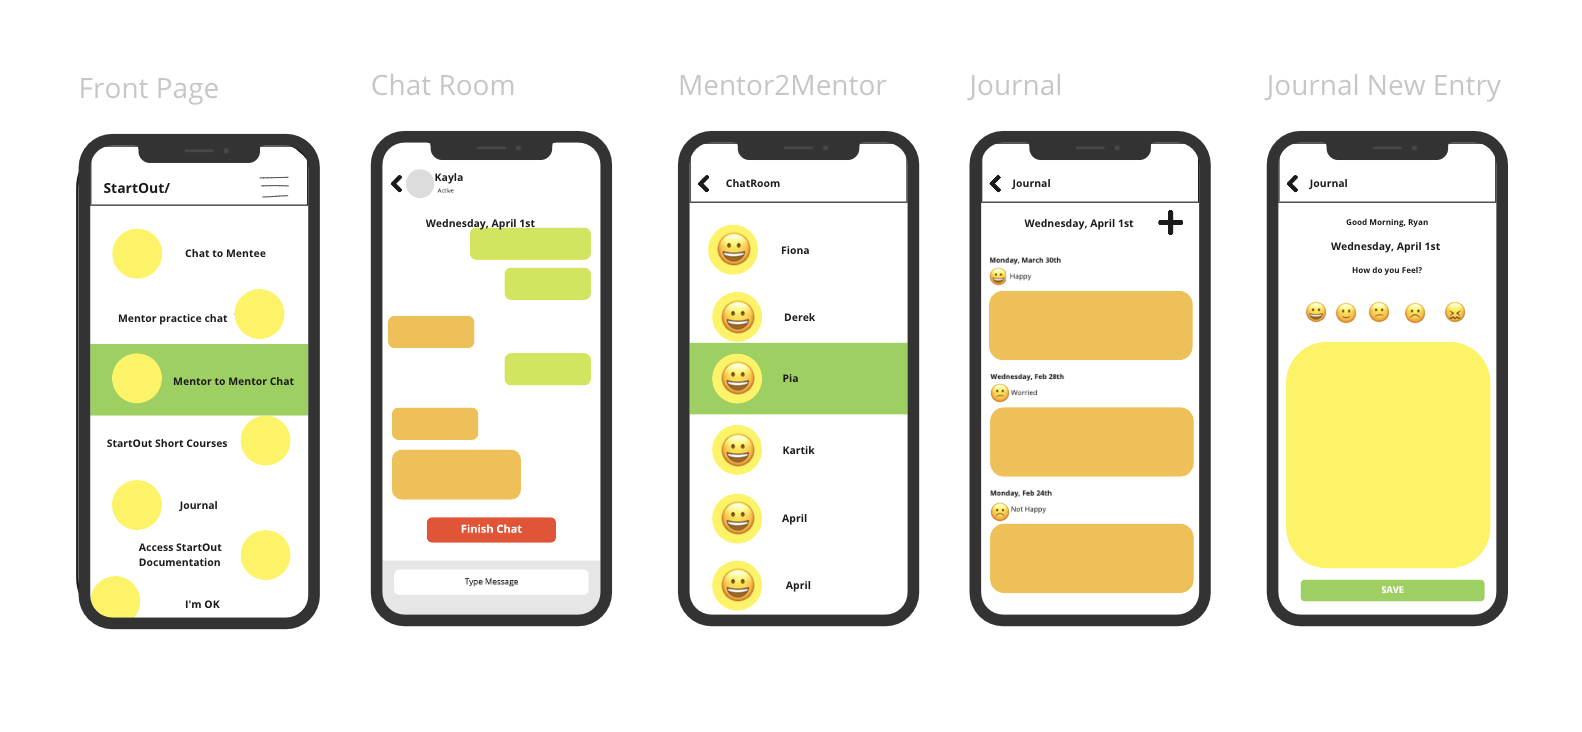 Front Page
StartOut/
Chat to Mentee
Mentor practice chat
Mentor to Mentor Chat
StartOut Short Courses
Journal
Access StartOut
Documentation
I'm OK
Chat Room
Kayla
Active
Wednesday, April 1st
Finish Chat
Type Message
Mentor2Mentor
ChatRoom
Fiona
Derek
Pia
Kartik
April
April
Journal
Journal
Wednesday, April 1st
Monday, March 30th
Happy
Wednesday, Feb 28th
Worried
Monday, Feb 24th
Not Happy
Journal New Entry
Journal
Good Morning, Ryan
Wednesday, April 1st
How do you Feel?
SAVE